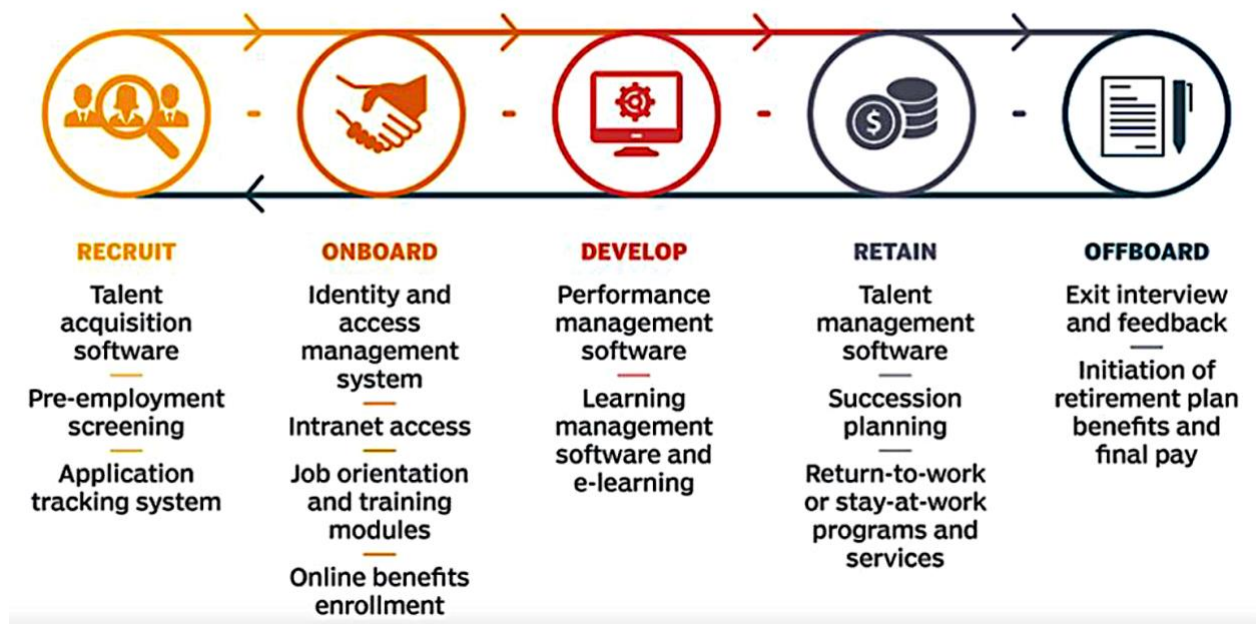 $
RECRUIT
Talent
acquisition
software
Pre-employment
screening
Application
tracking system
ONBOARD
Identity and
access
management
system
Intranet access
Job orientation
and training
modules
Online benefits
enrollment
DEVELOP
Performance
management
software
Learning
management
software and
e-learning
RETAIN
Talent
management
software
Succession
planning
Return-to-work
or stay-at-work
programs and
services
OFFBOARD
Exit interview
and feedback
Initiation of
retirement plan
benefits and
final pay